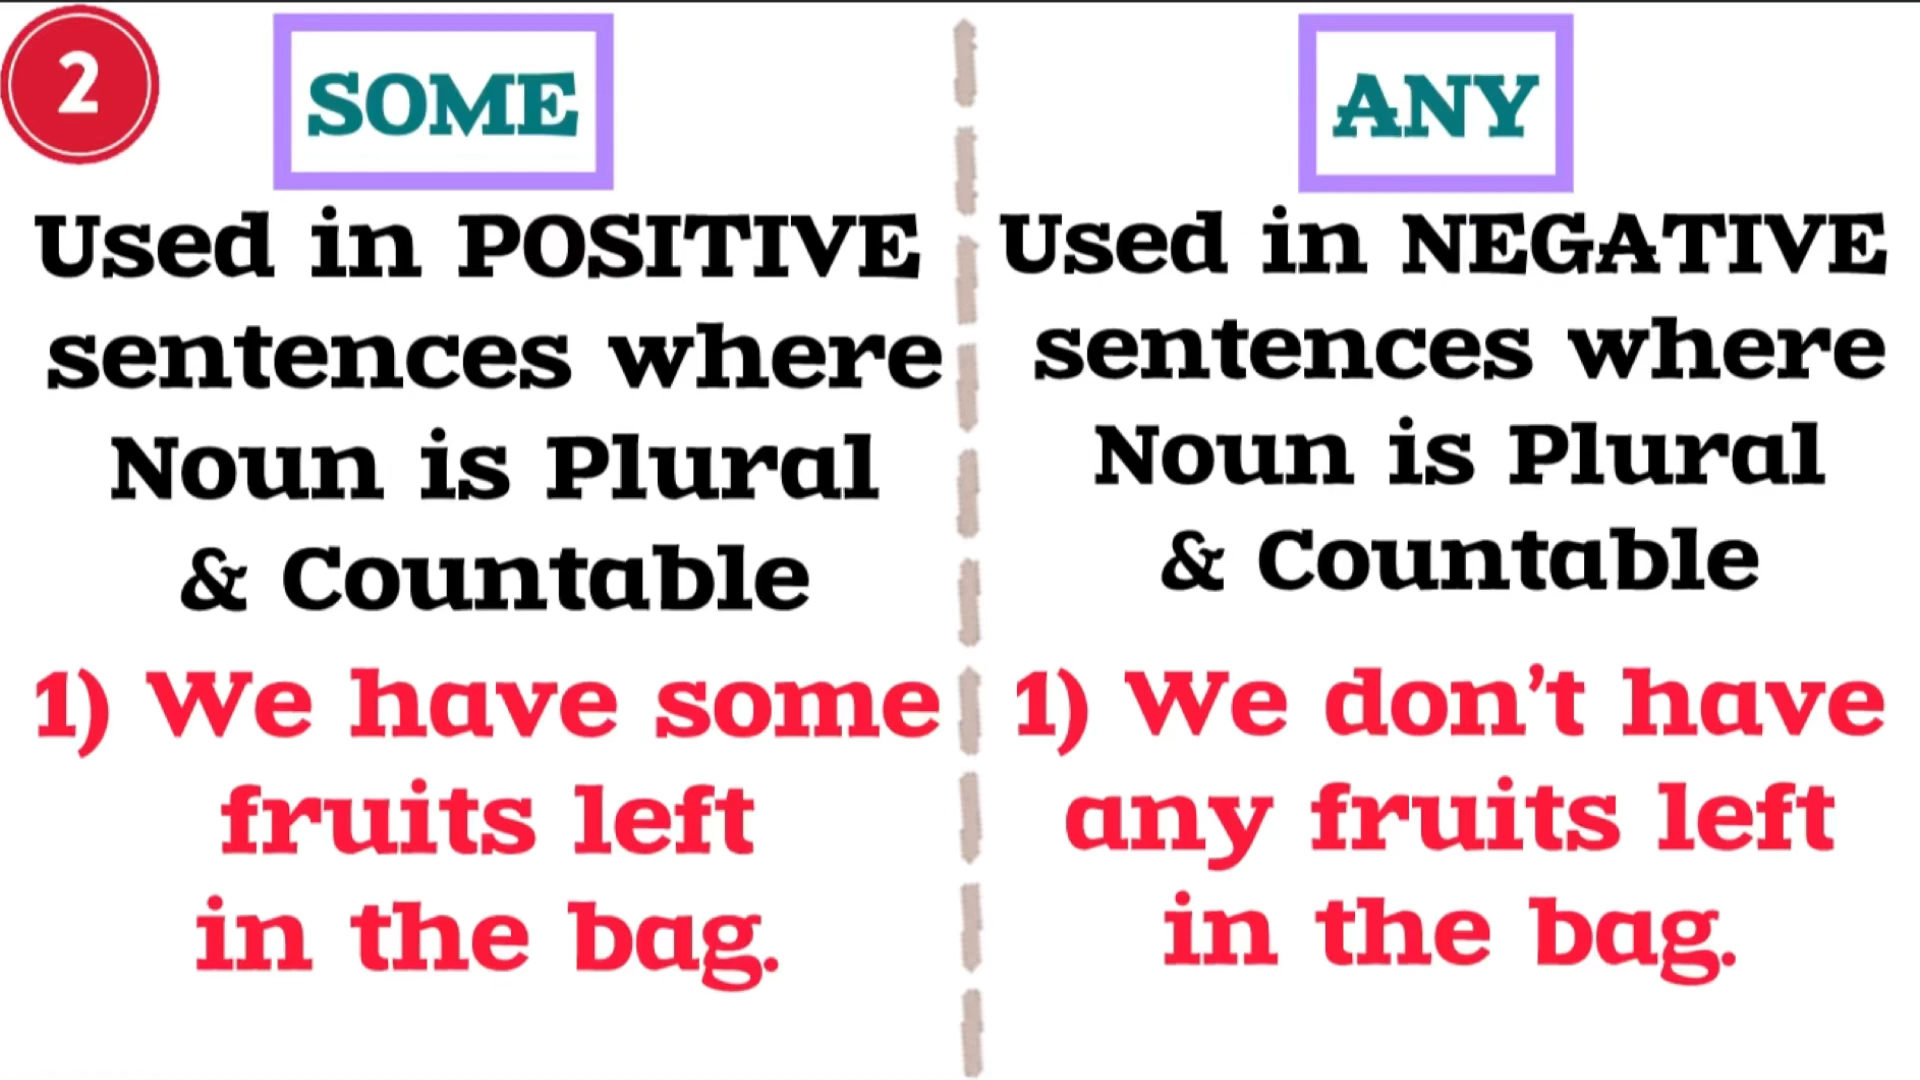 2
SOME
Used in POSITIVE
sentences where
Noun is Plural
& Countable
1) We have some
fruits left
in the bag.
ANY
Used in NEGATIVE
sentences where
Noun is Plural
& Countable
1) We don't have
any fruits left
in the bag.